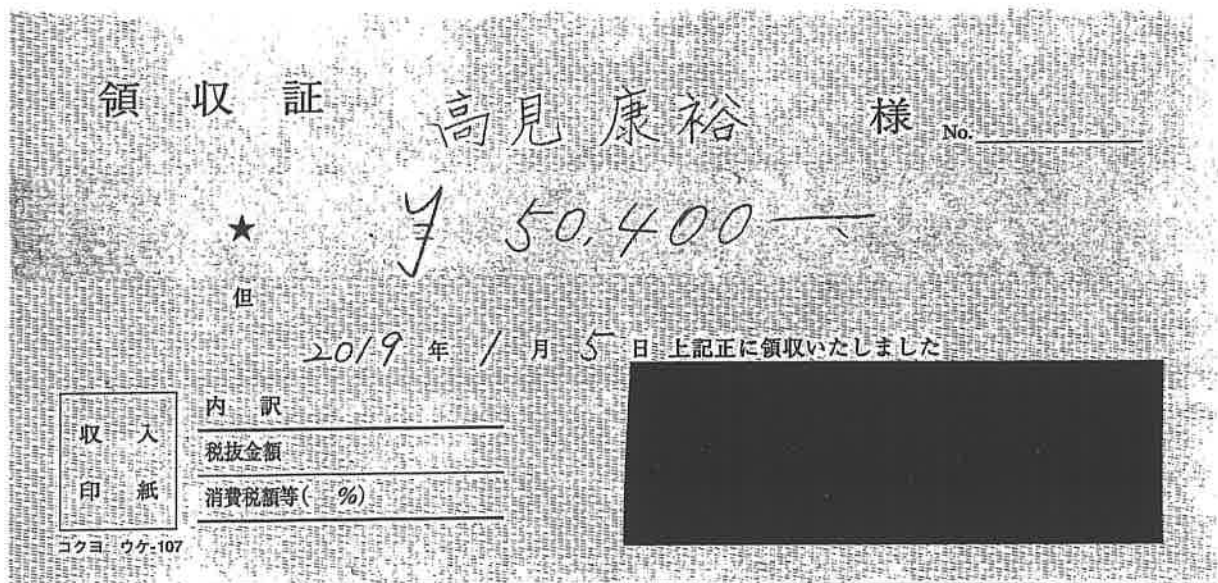 領収証 高見康裕 様 No.
★ ¥50,400—
但
2019年1月5日 上記正に領収いたしました
内訳
税抜金額
消費税額等( %)
収入
印紙
コクヨ ウケ-107